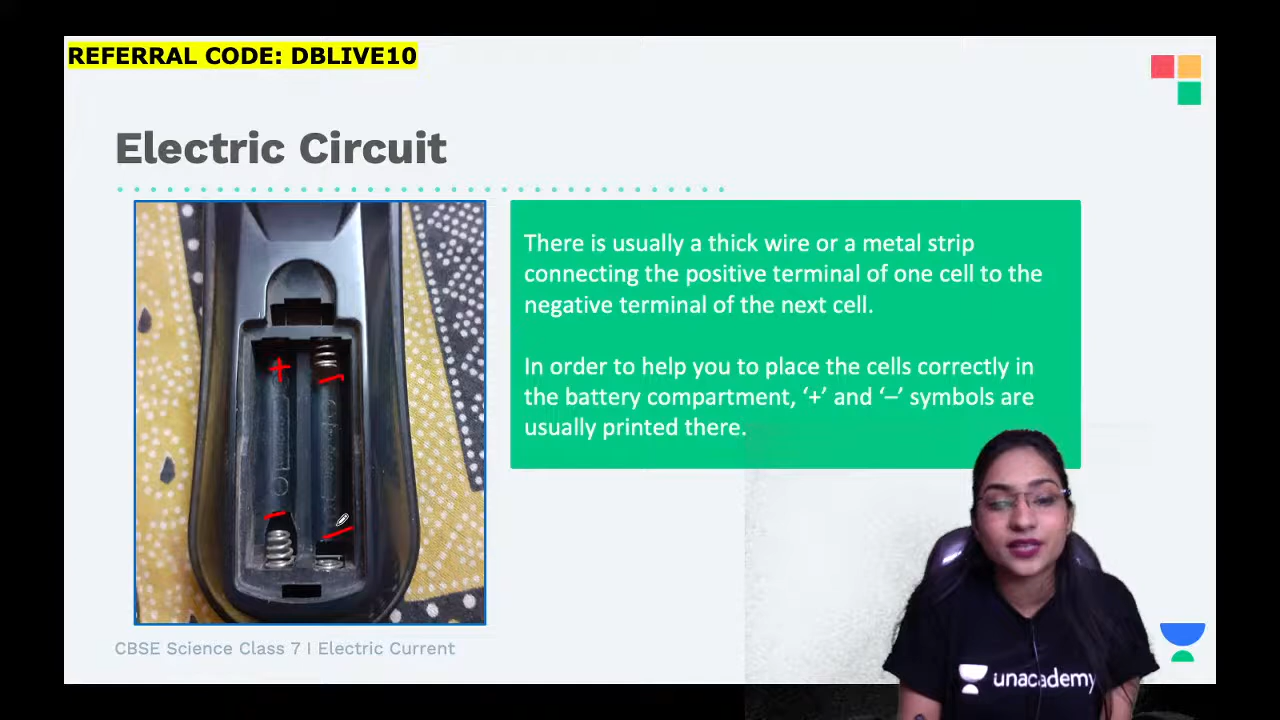 REFERRAL CODE: DBLIVE10
Electric Circuit
There is usually a thick wire or a metal strip
connecting the positive terminal of one cell to the
negative terminal of the next cell.
In order to help you to place the cells correctly in
the battery compartment, ‘+’ and ‘–’ symbols are
usually printed there.
+
CBSE Science Class 7 I Electric Current
unacademy